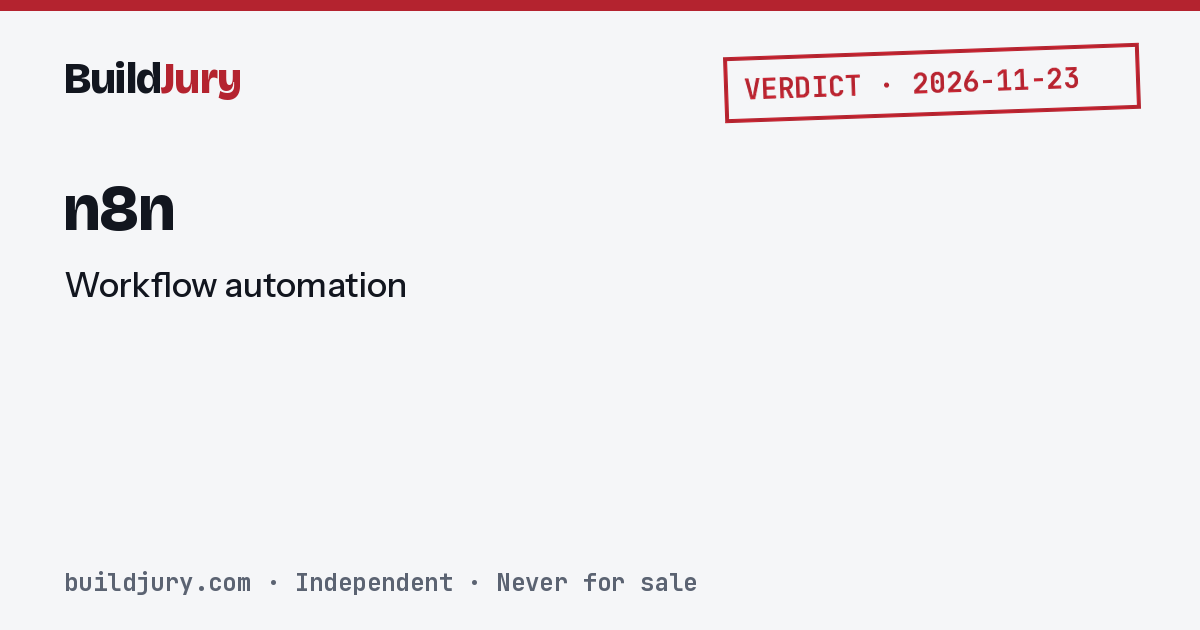 BuildJury
VERDICT · 2026-11-23
n8n
Workflow automation
buildjury.com · Independent · Never for sale